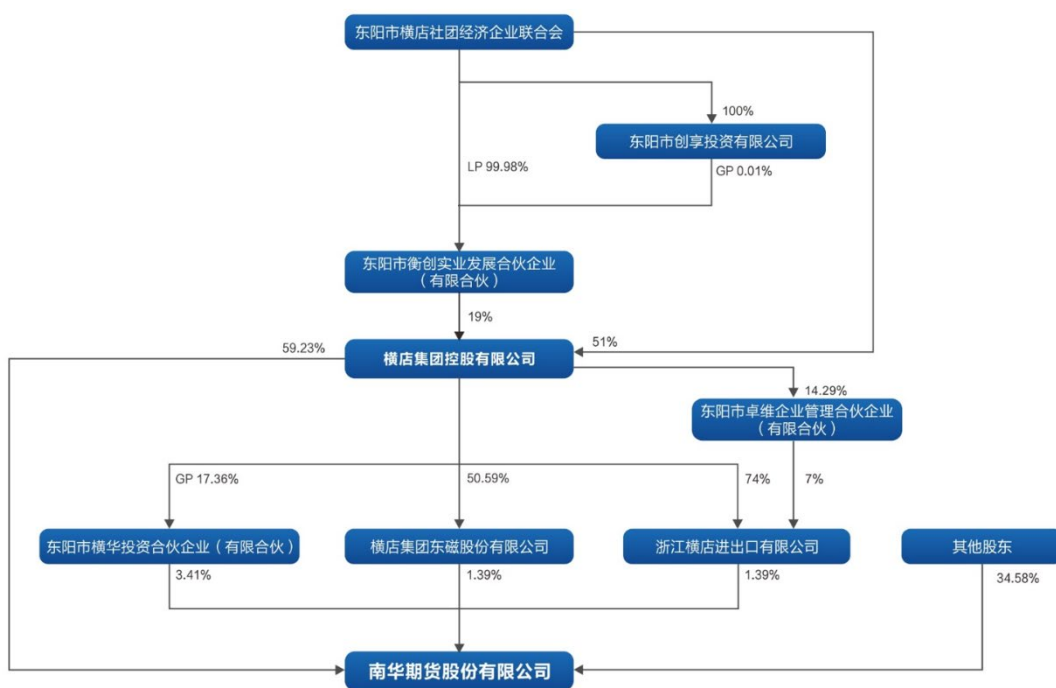 东阳市横店社团经济企业联合会
100%
东阳市创享投资有限公司
LP 99.98%
GP 0.01%
东阳市衡创实业发展合伙企业
（有限合伙）
19%
59.23%
横店集团控股有限公司
51%
14.29%
东阳市卓维企业管理合伙企业
（有限合伙）
GP 17.36%
50.59%
74%
7%
东阳市横华投资合伙企业（有限合伙）
横店集团东磁股份有限公司
浙江横店进出口有限公司
其他股东
3.41%
1.39%
1.39%
34.58%
南华期货股份有限公司